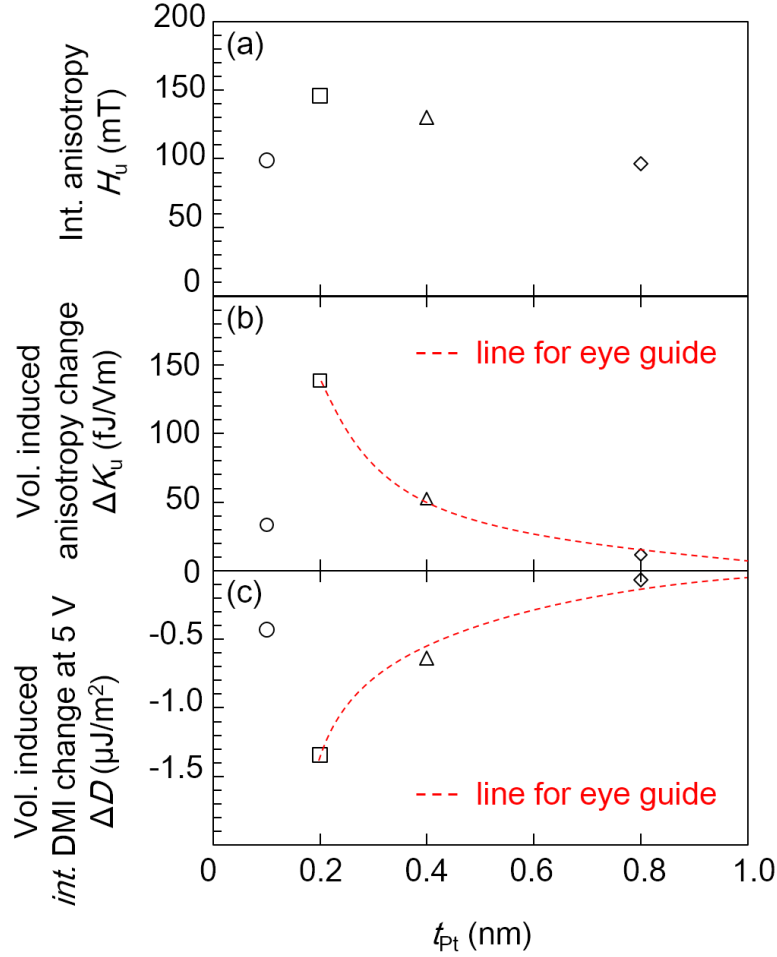 (a)
Int. anisotropy
Hu (mT)
200
150
100
50
0
(b)
line for eye guide
Vol. induced
anisotropy change
ΔKu (fJ/Vm)
150
100
50
0
(c)
Vol. induced
int. DMI change at 5 V
ΔD (μJ/m²)
-0.5
-1.0
-1.5
line for eye guide
0 0.2 0.4 0.6 0.8 1.0
tPt (nm)